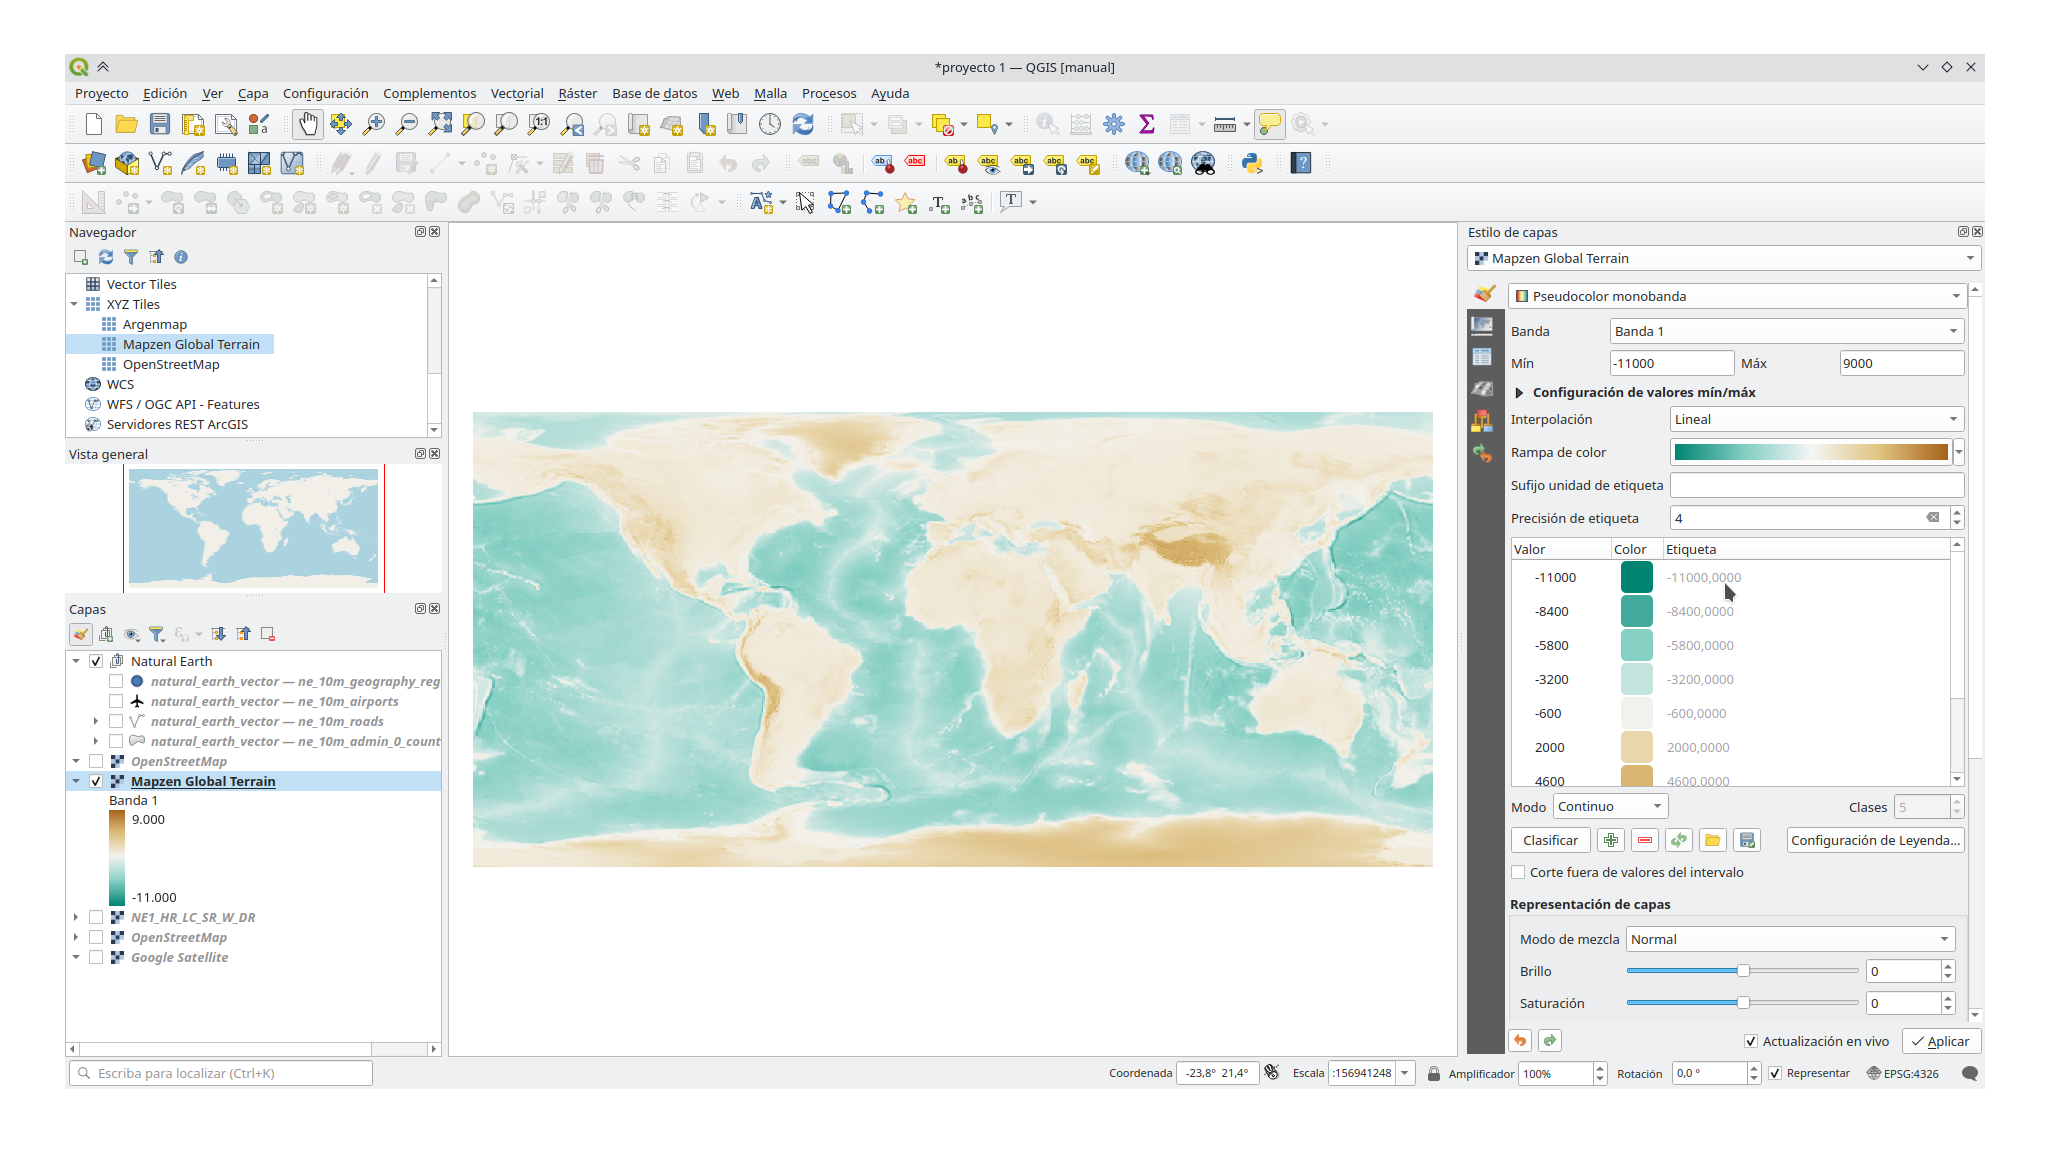 *proyecto 1 — QGIS [manual]
Proyecto Edición Ver Capa Configuración Complementos Vectorial Ráster Base de datos Web Malla Procesos Ayuda
Navegador
Vector Tiles
XYZ Tiles
Argenmap
Mapzen Global Terrain
OpenStreetMap
WCS
WFS / OGC API - Features
Servidores REST ArcGIS
Vista general
Capas
Natural Earth
natural_earth_vector — ne_10m_geography_reg
natural_earth_vector — ne_10m_airports
natural_earth_vector — ne_10m_roads
natural_earth_vector — ne_10m_admin_0_count
OpenStreetMap
Mapzen Global Terrain
Banda 1
9.000
-11.000
NE1_HR_LC_SR_W_DR
OpenStreetMap
Google Satellite
Estilo de capas
Mapzen Global Terrain
Pseudocolor monobanda
Banda Banda 1
Mín -11000 Máx 9000
Configuración de valores mín/máx
Interpolación Lineal
Rampa de color
Sufijo unidad de etiqueta
Precisión de etiqueta 4
Valor Color Etiqueta
-11000 -11000,0000
-8400 -8400,0000
-5800 -5800,0000
-3200 -3200,0000
-600 -600,0000
2000 2000,0000
4600 4600,0000
Modo Continuo Clases 5
Clasificar Configuración de Leyenda...
Corte fuera de valores del intervalo
Representación de capas
Modo de mezcla Normal
Brillo 0
Saturación 0
Actualización en vivo Aplicar
Escriba para localizar (Ctrl+K) Coordenada -23,8° 21,4° Escala :156941248 Amplificador 100% Rotación 0,0 ° Representar EPSG:4326